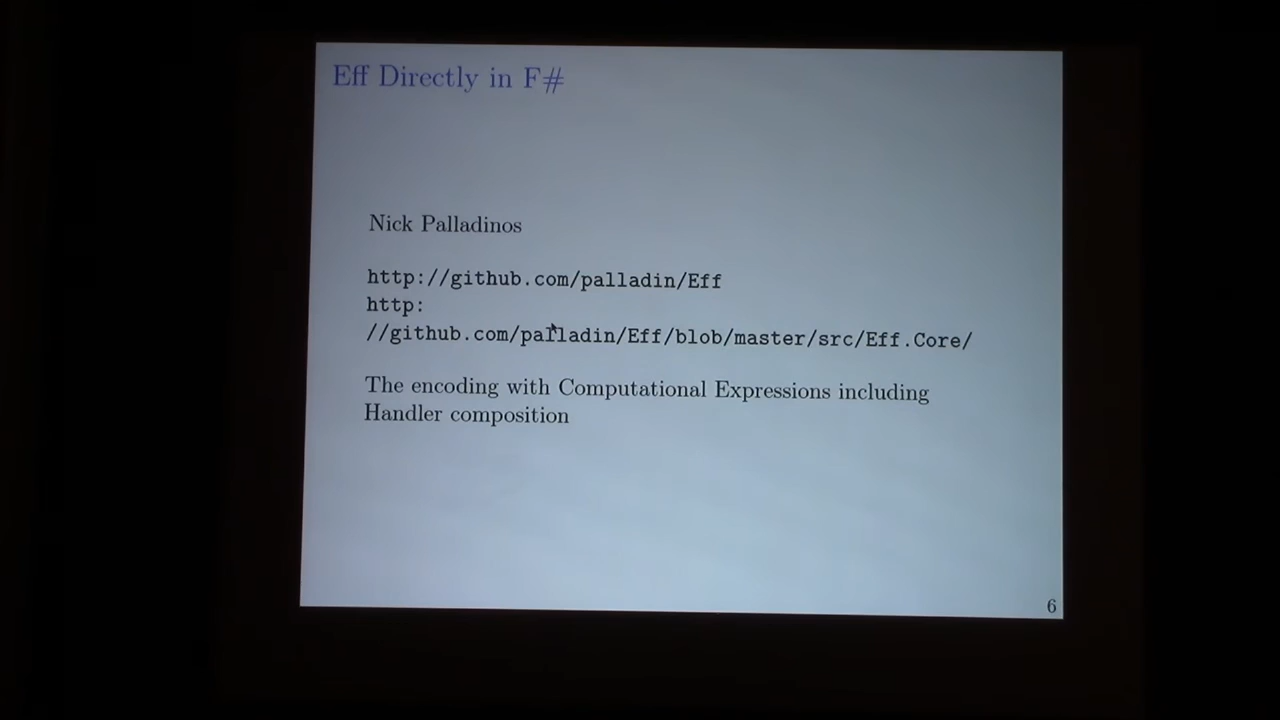 Eff Directly in F#
Nick Palladinos
http://github.com/palladin/Eff
http:
//github.com/palladin/Eff/blob/master/src/Eff.Core/
The encoding with Computational Expressions including
Handler composition
6